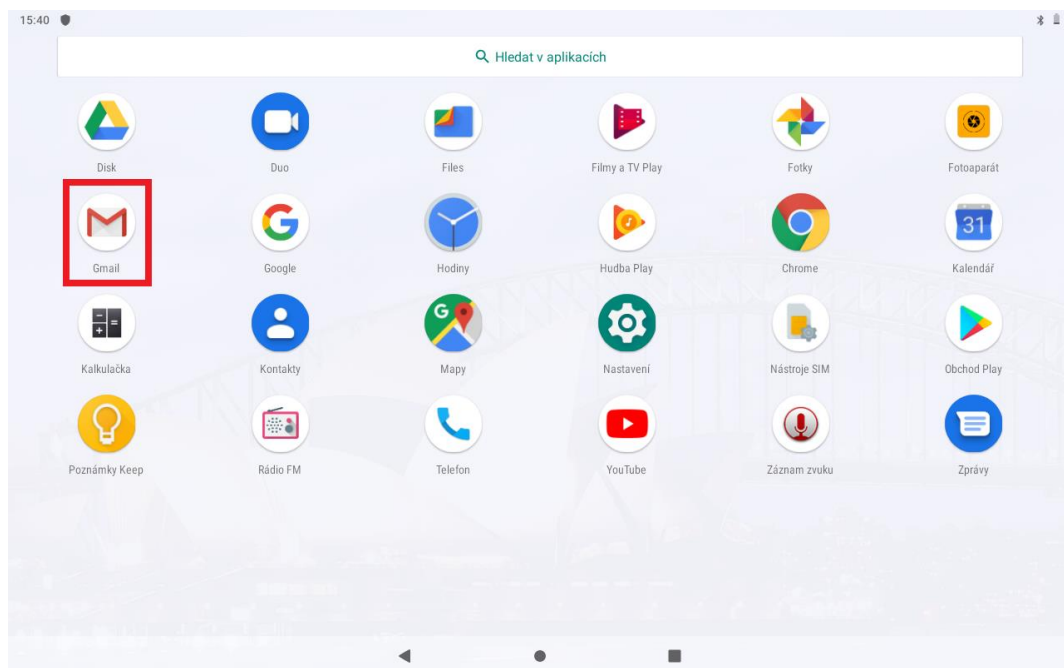 15:40
Hledat v aplikacích
Disk
Duo
Files
Filmy a TV Play
Fotky
Fotoaparát
Gmail
Google
Hodiny
Hudba Play
Chrome
31
Kalendář
Kalkulačka
Kontakty
G
Mapy
Nastavení
Nástroje SIM
Obchod Play
Poznámky Keep
Rádio FM
Telefon
YouTube
Záznam zvuku
Zprávy